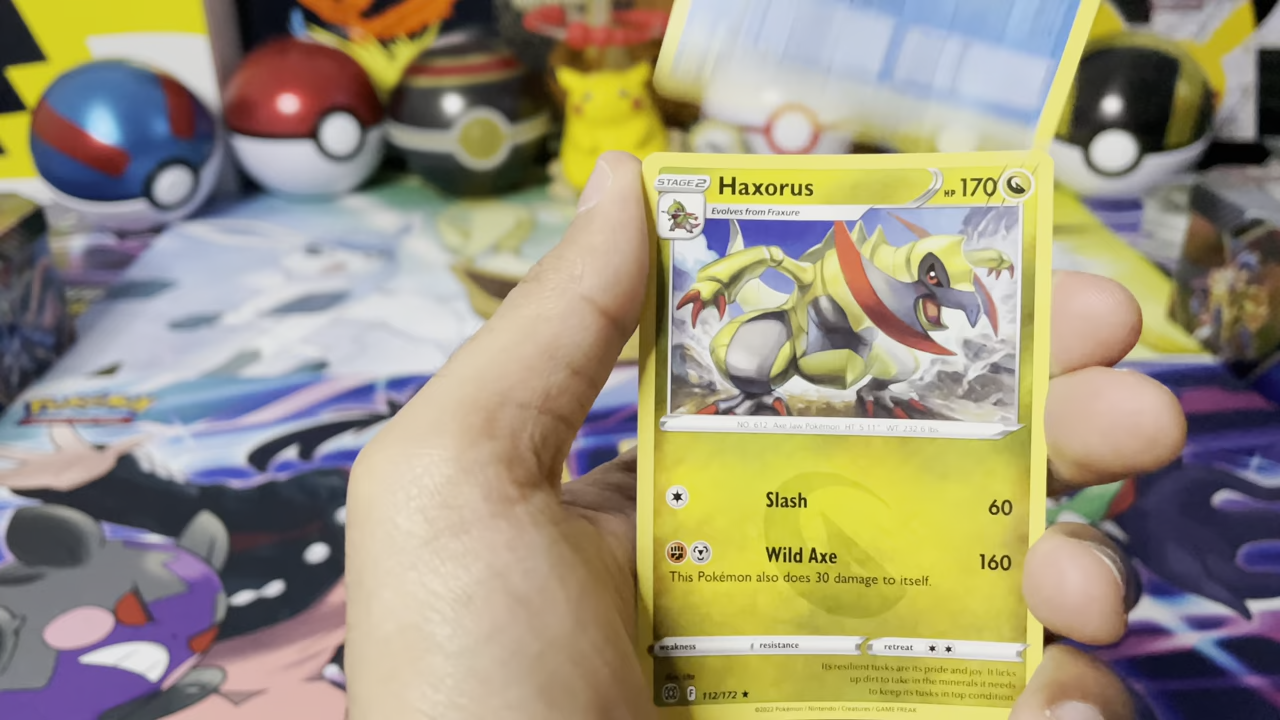 STAGE 2 Haxorus HP 170
Evolves from Fraxure
NO. 612 Axe Jaw Pokémon HT: 5'11" WT: 232.6 lbs.
Slash 60
Wild Axe 160
This Pokémon also does 30 damage to itself.
weakness resistance retreat
Its resilient tusks are its pride and joy. It licks
up dirt to take in the minerals it needs
to keep its tusks in top condition.
F 112/172 ★
©2022 Pokémon / Nintendo / Creatures / GAME FREAK
POKÉMON